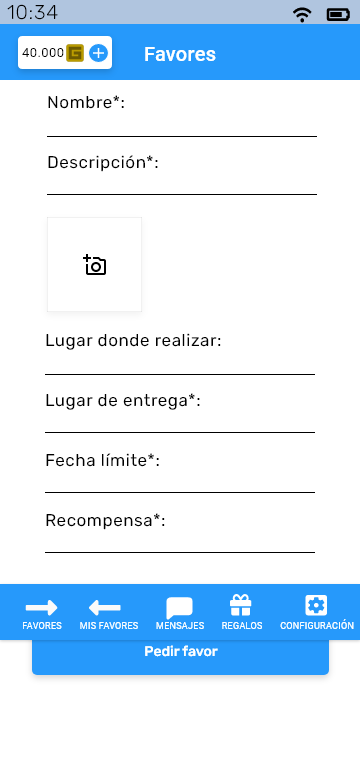 10:34
40.000 G
Favores
Nombre*:
Descripción*:
Lugar donde realizar:
Lugar de entrega*:
Fecha límite*:
Recompensa*:
FAVORES MIS FAVORES MENSAJES REGALOS CONFIGURACIÓN
Pedir favor